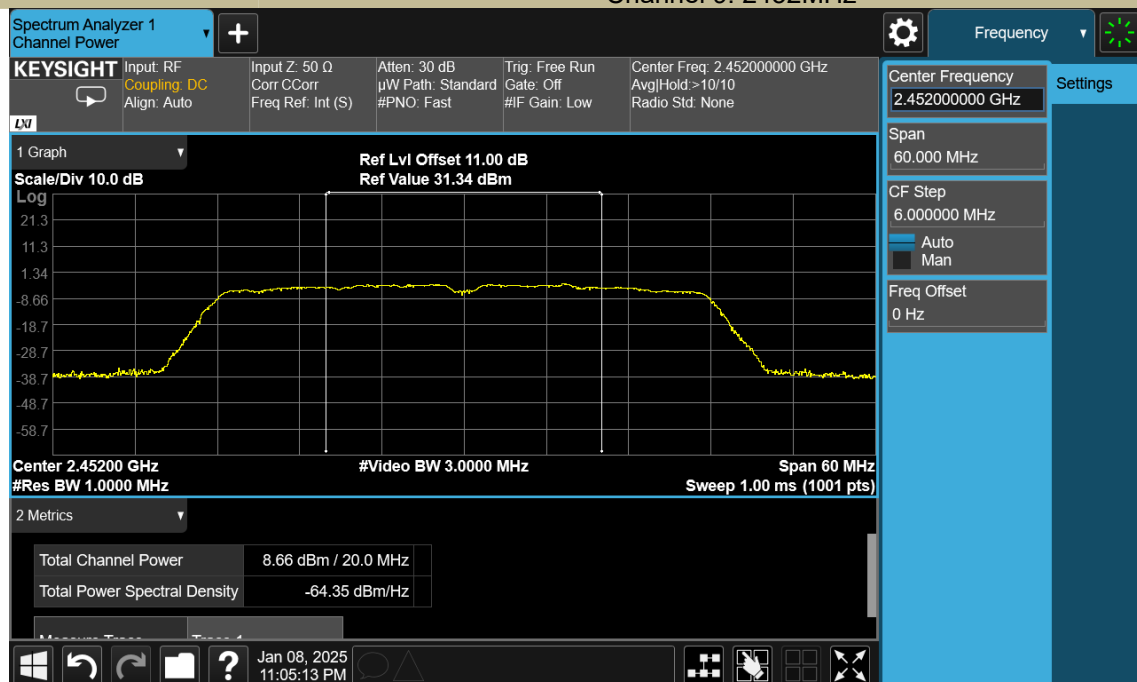 Channel 9: 2452MHz
Spectrum Analyzer 1
Channel Power
Frequency
KEYSIGHT
LXI
Input: RF
Coupling: DC
Align: Auto
Input Z: 50 Ω
Corr CCorr
Freq Ref: Int (S)
Atten: 30 dB
µW Path: Standard
#PNO: Fast
Trig: Free Run
Gate: Off
#IF Gain: Low
Center Freq: 2.452000000 GHz
Avg|Hold:>10/10
Radio Std: None
Center Frequency
2.452000000 GHz
Settings
Span
60.000 MHz
CF Step
6.000000 MHz
Auto
Man
Freq Offset
0 Hz
1 Graph
Scale/Div 10.0 dB
Ref Lvl Offset 11.00 dB
Ref Value 31.34 dBm
Log
21.3
11.3
1.34
-8.66
-18.7
-28.7
-38.7
-48.7
-58.7
Center 2.45200 GHz
#Video BW 3.0000 MHz
Span 60 MHz
#Res BW 1.0000 MHz
Sweep 1.00 ms (1001 pts)
2 Metrics
Total Channel Power 8.66 dBm / 20.0 MHz
Total Power Spectral Density -64.35 dBm/Hz
Measure Trace Trace 1
Jan 08, 2025
11:05:13 PM